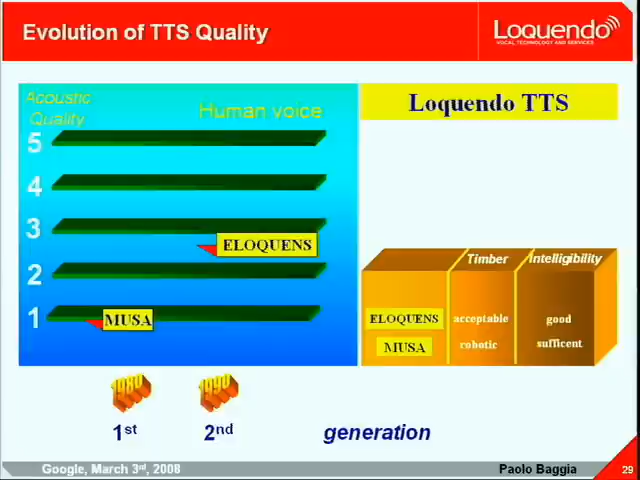 Evolution of TTS Quality
Loquendo
VOCAL TECHNOLOGY AND SERVICES
Acoustic
Quality
Human voice
5
4
3
2
1
ELOQUENS
MUSA
Loquendo TTS
Timber
Intelligibility
ELOQUENS
acceptable
good
MUSA
robotic
sufficent
1980
1990
1st
2nd
generation
Google, March 3rd, 2008
Paolo Baggia
29